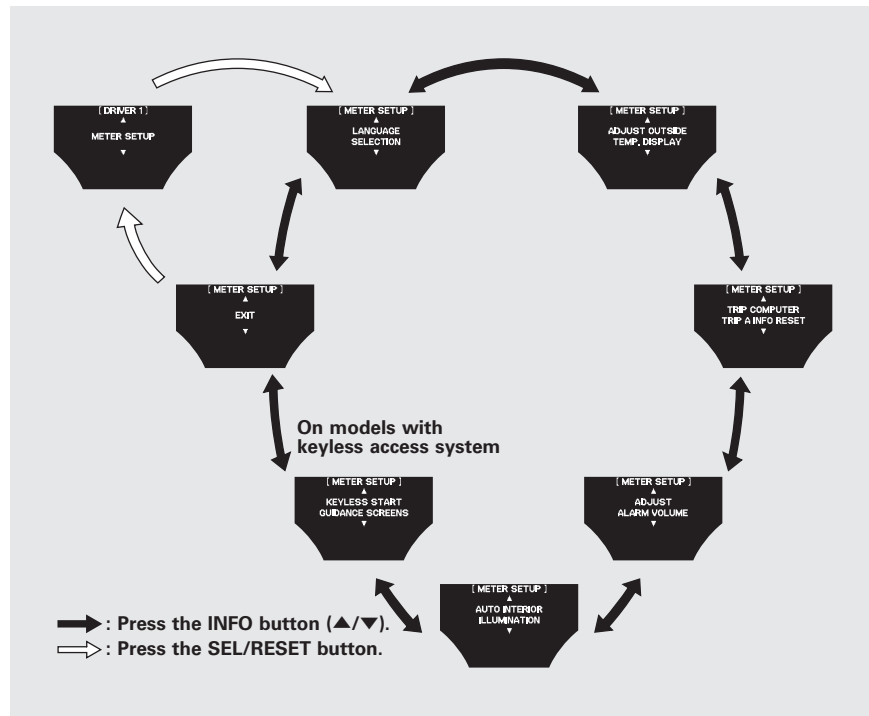 [ DRIVER 1 ]
▲
METER SETUP
▼
[ METER SETUP ]
▲
LANGUAGE
SELECTION
▼
[ METER SETUP ]
▲
ADJUST OUTSIDE
TEMP. DISPLAY
▼
[ METER SETUP ]
▲
EXIT
▼
[ METER SETUP ]
▲
TRIP COMPUTER
TRIP A INFO RESET
▼
On models with
keyless access system
[ METER SETUP ]
▲
KEYLESS START
GUIDANCE SCREENS
▼
[ METER SETUP ]
▲
ADJUST
ALARM VOLUME
▼
[ METER SETUP ]
▲
AUTO INTERIOR
ILLUMINATION
▼
: Press the INFO button (▲/▼).
: Press the SEL/RESET button.